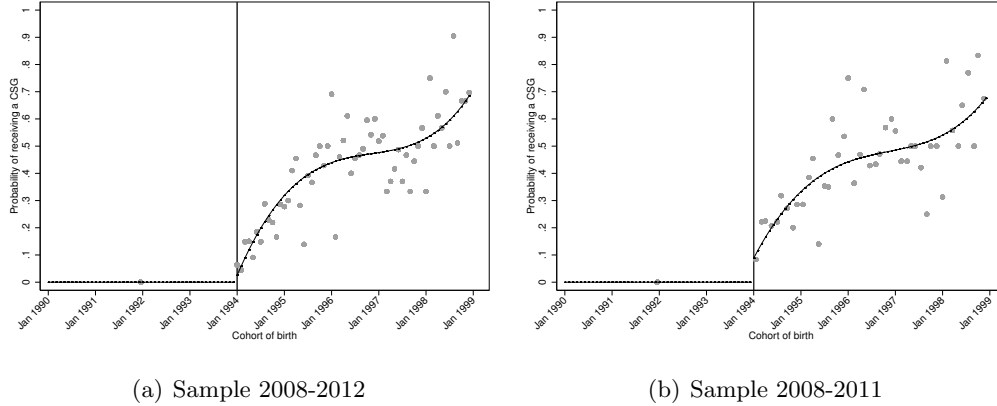 Probability of receiving a CSG
0 .1 .2 .3 .4 .5 .6 .7 .8 .9 1
Jan 1990 Jan 1991 Jan 1992 Jan 1993 Jan 1994 Jan 1995 Jan 1996 Jan 1997 Jan 1998 Jan 1999
Cohort of birth
(a) Sample 2008-2012
Probability of receiving a CSG
0 .1 .2 .3 .4 .5 .6 .7 .8 .9 1
Jan 1990 Jan 1991 Jan 1992 Jan 1993 Jan 1994 Jan 1995 Jan 1996 Jan 1997 Jan 1998 Jan 1999
Cohort of birth
(b) Sample 2008-2011